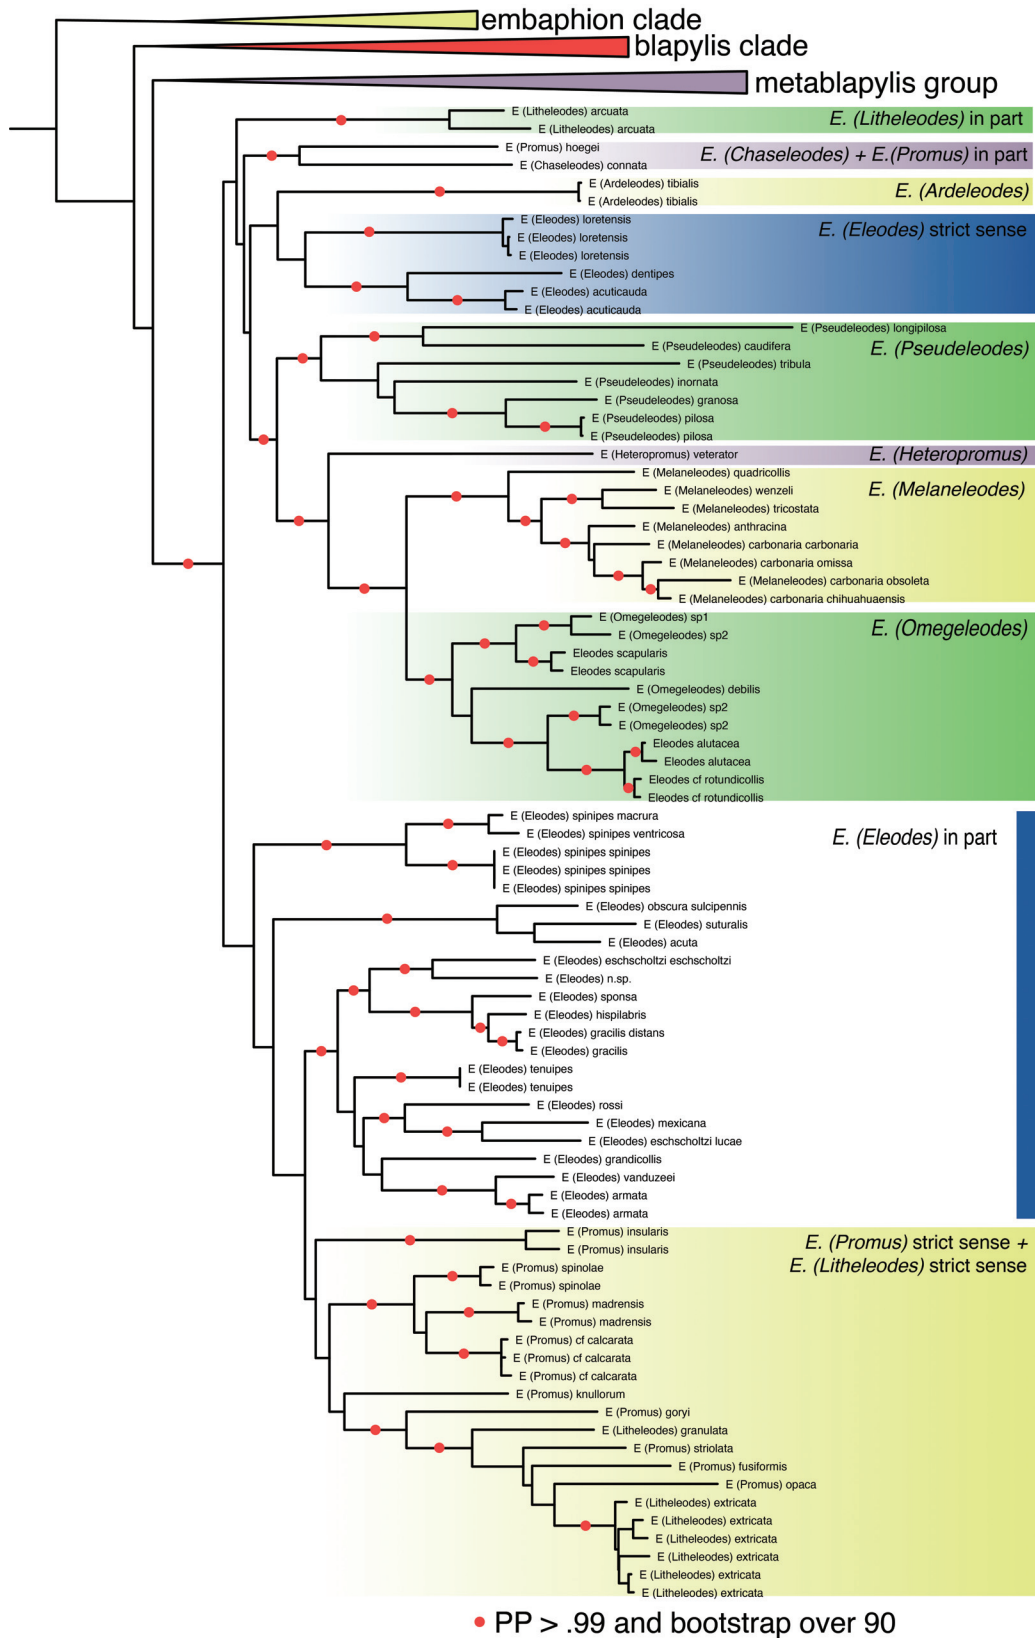 embaphion clade
blapylis clade
metablapylis group
E (Litheleodes) arcuata
E. (Litheleodes) in part
E (Litheleodes) arcuata
E (Promus) hoegei
E. (Chaseleodes) + E.(Promus) in part
E (Chaseleodes) connata
E (Ardeleodes) tibialis
E. (Ardeleodes)
E (Ardeleodes) tibialis
E (Eleodes) loretensis
E. (Eleodes) strict sense
E (Eleodes) loretensis
E (Eleodes) loretensis
E (Eleodes) dentipes
E (Eleodes) acuticauda
E (Eleodes) acuticauda
E (Pseudeleodes) longipilosa
E. (Pseudeleodes)
E (Pseudeleodes) caudifera
E (Pseudeleodes) tribula
E (Pseudeleodes) inornata
E (Pseudeleodes) granosa
E (Pseudeleodes) pilosa
E (Pseudeleodes) pilosa
E (Heteropromus) veterator
E. (Heteropromus)
E (Melaneleodes) quadricollis
E. (Melaneleodes)
E (Melaneleodes) wenzeli
E (Melaneleodes) tricostata
E (Melaneleodes) anthracina
E (Melaneleodes) carbonaria carbonaria
E (Melaneleodes) carbonaria omissa
E (Melaneleodes) carbonaria obsoleta
E (Melaneleodes) carbonaria chihuahuaensis
E (Omegeleodes) sp1
E. (Omegeleodes)
E (Omegeleodes) sp2
Eleodes scapularis
Eleodes scapularis
E (Omegeleodes) debilis
E (Omegeleodes) sp2
E (Omegeleodes) sp2
Eleodes alutacea
Eleodes alutacea
Eleodes cf rotundicollis
Eleodes cf rotundicollis
E (Eleodes) spinipes macrura
E. (Eleodes) in part
E (Eleodes) spinipes ventricosa
E (Eleodes) spinipes spinipes
E (Eleodes) spinipes spinipes
E (Eleodes) spinipes spinipes
E (Eleodes) obscura sulcipennis
E (Eleodes) suturalis
E (Eleodes) acuta
E (Eleodes) eschscholtzi eschscholtzi
E (Eleodes) n.sp.
E (Eleodes) sponsa
E (Eleodes) hispilabris
E (Eleodes) gracilis distans
E (Eleodes) gracilis
E (Eleodes) tenuipes
E (Eleodes) tenuipes
E (Eleodes) rossi
E (Eleodes) mexicana
E (Eleodes) eschscholtzi lucae
E (Eleodes) grandicollis
E (Eleodes) vanduzeei
E (Eleodes) armata
E (Eleodes) armata
E (Promus) insularis
E. (Promus) strict sense +
E (Promus) insularis
E. (Litheleodes) strict sense
E (Promus) spinolae
E (Promus) spinolae
E (Promus) madrensis
E (Promus) madrensis
E (Promus) cf calcarata
E (Promus) cf calcarata
E (Promus) cf calcarata
E (Promus) knullorum
E (Promus) goryi
E (Litheleodes) granulata
E (Promus) striolata
E (Promus) fusiformis
E (Promus) opaca
E (Litheleodes) extricata
E (Litheleodes) extricata
E (Litheleodes) extricata
E (Litheleodes) extricata
E (Litheleodes) extricata
E (Litheleodes) extricata
PP > .99 and bootstrap over 90